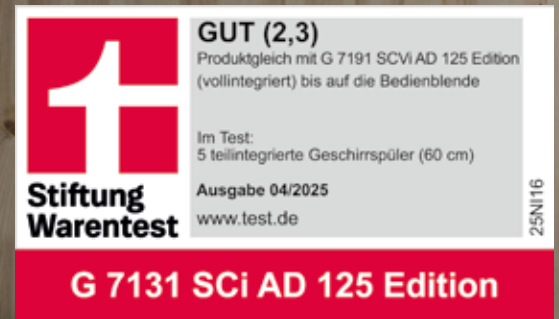 GUT (2,3)
Produktgleich mit G 7191 SCVi AD 125 Edition
(vollintegriert) bis auf die Bedienblende
Im Test:
5 teilintegrierte Geschirrspüler (60 cm)
Ausgabe 04/2025
www.test.de
Stiftung
Warentest
25NI16
G 7131 SCi AD 125 Edition